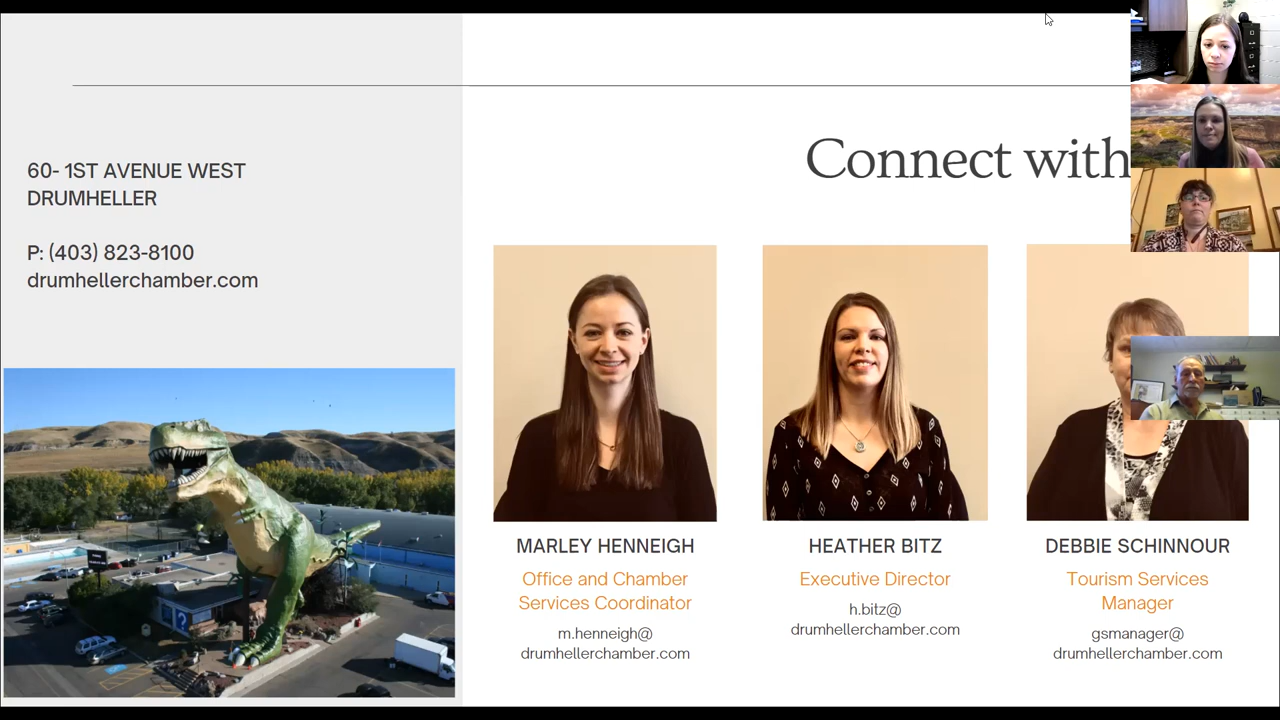 60- 1ST AVENUE WEST
DRUMHELLER
P: (403) 823-8100
drumhellerchamber.com
Connect with
MARLEY HENNEIGH
Office and Chamber
Services Coordinator
m.henneigh@
drumhellerchamber.com
HEATHER BITZ
Executive Director
h.bitz@
drumhellerchamber.com
DEBBIE SCHINNOUR
Tourism Services
Manager
gsmanager@
drumhellerchamber.com
?